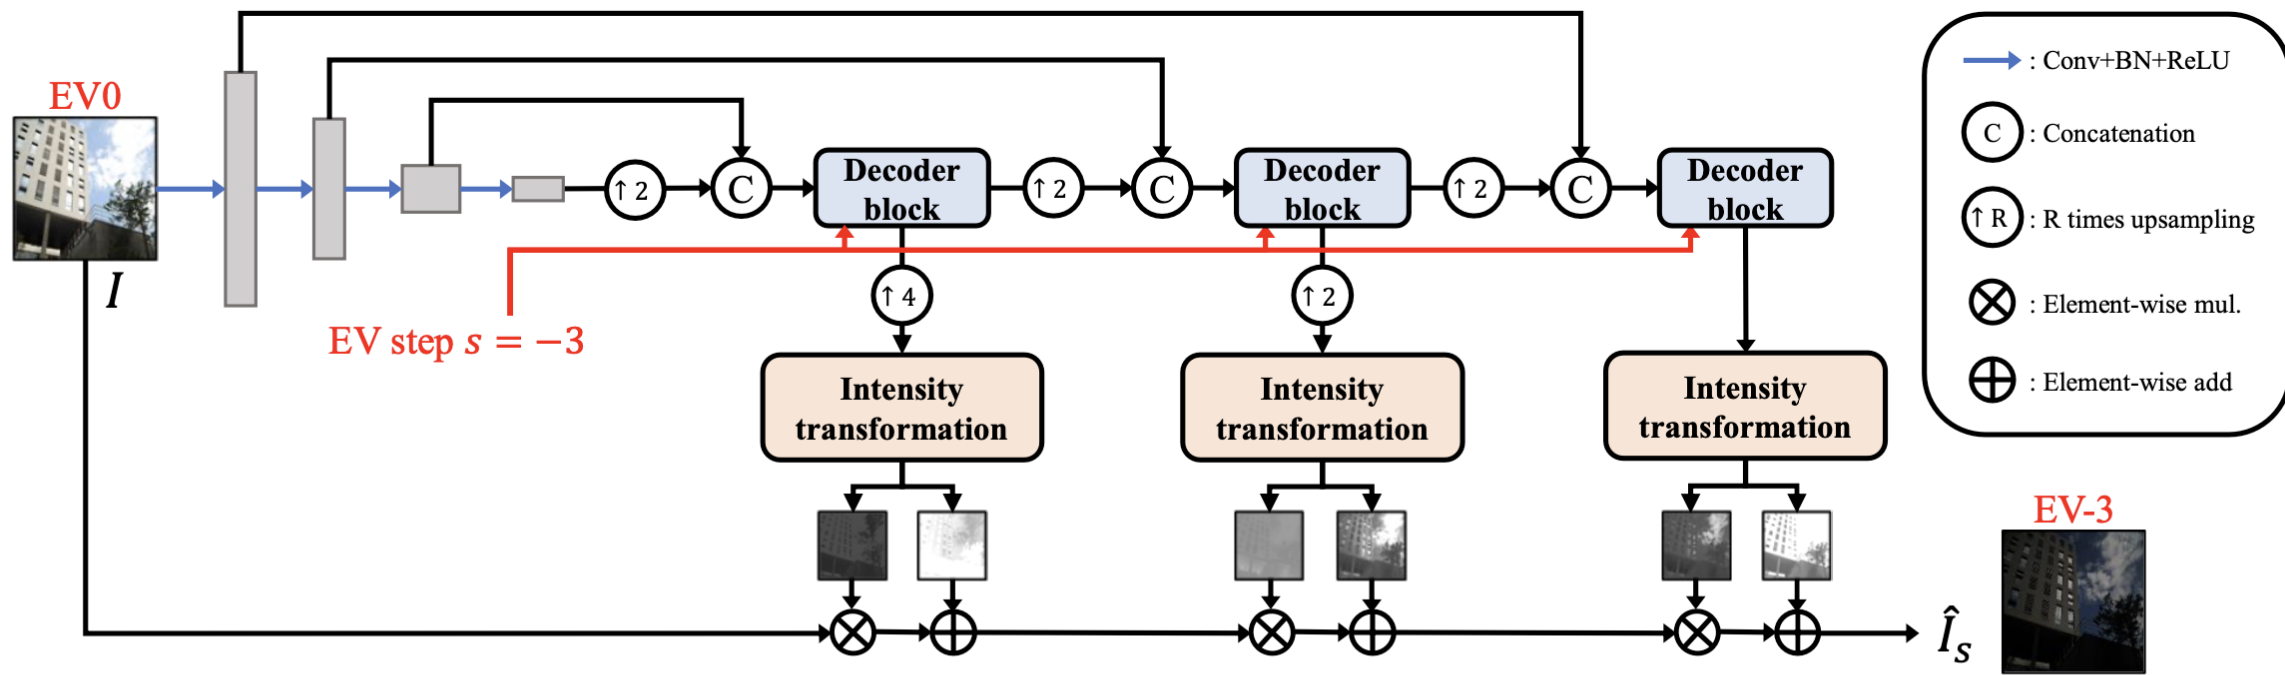 EV0
I
EV step s = −3
↑ 2
C
Decoder
block
↑ 2
C
Decoder
block
↑ 2
C
Decoder
block
↑ 4
↑ 2
Intensity
transformation
Intensity
transformation
Intensity
transformation
EV-3
Î_s
: Conv+BN+ReLU
C : Concatenation
↑ R : R times upsampling
⊗ : Element-wise mul.
⊕ : Element-wise add